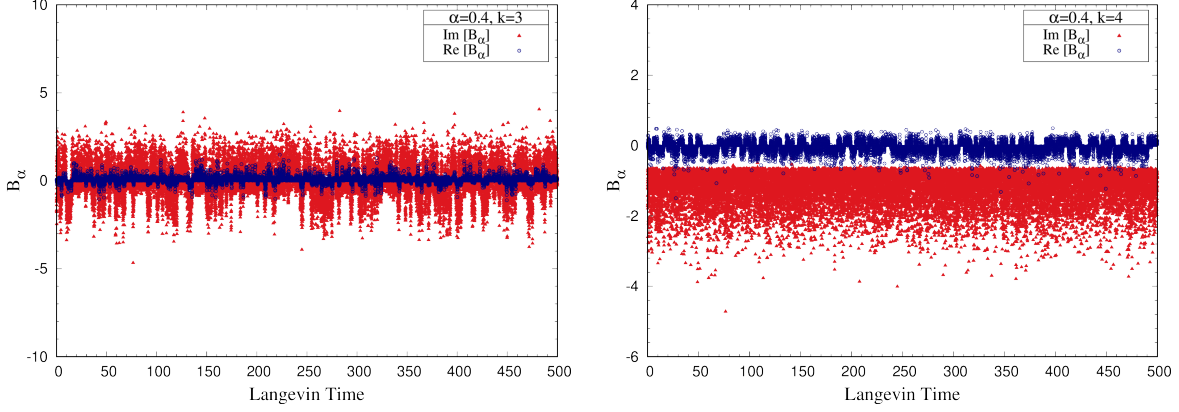 α=0.4, k=3
Im [Bα]
Re [Bα]
10
5
0
-5
-10
Bα
0 50 100 150 200 250 300 350 400 450 500
Langevin Time
α=0.4, k=4
Im [Bα]
Re [Bα]
4
2
0
-2
-4
-6
Bα
0 50 100 150 200 250 300 350 400 450 500
Langevin Time